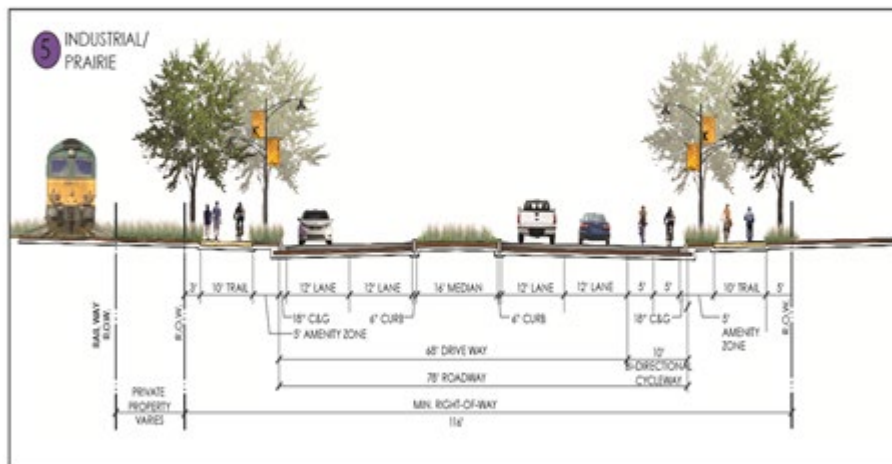 5
INDUSTRIAL/
PRAIRIE
K
K
3' 10' TRAIL 12' LANE 12' LANE 16' MEDIAN 12' LANE 12' LANE 5' 5' 10' TRAIL 5'
18" C&G 6" CURB 6" CURB 18" C&G 5'
5' AMENITY ZONE AMENITY
ZONE
RAIL WAY
R.O.W.
R.O.W.
R.O.W.
68' DRIVE WAY 10'
BI-DIRECTIONAL
CYCLEWAY
78' ROADWAY
PRIVATE
PROPERTY
VARIES
MIN. RIGHT-OF-WAY
116'